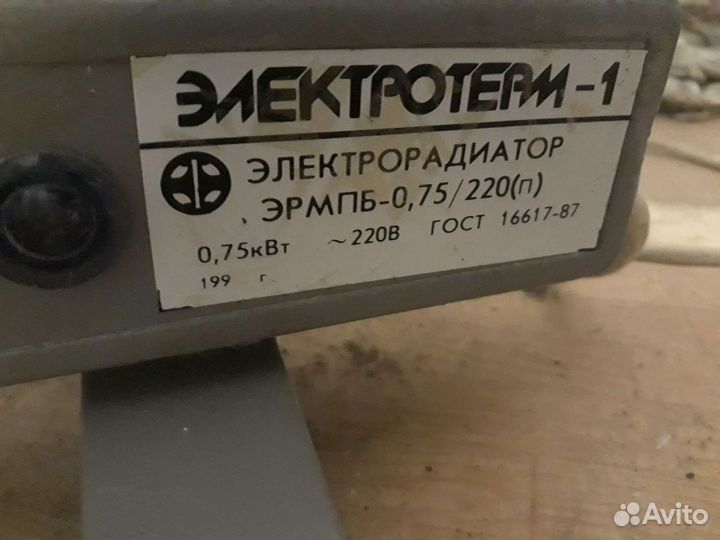 ЭЛЕКТРОТЕРМ-1
ЭЛЕКТРОРАДИАТОР
ЭРМПБ-0,75/220(п)
0,75кВт ~220В ГОСТ 16617-87
199 г.
Avito